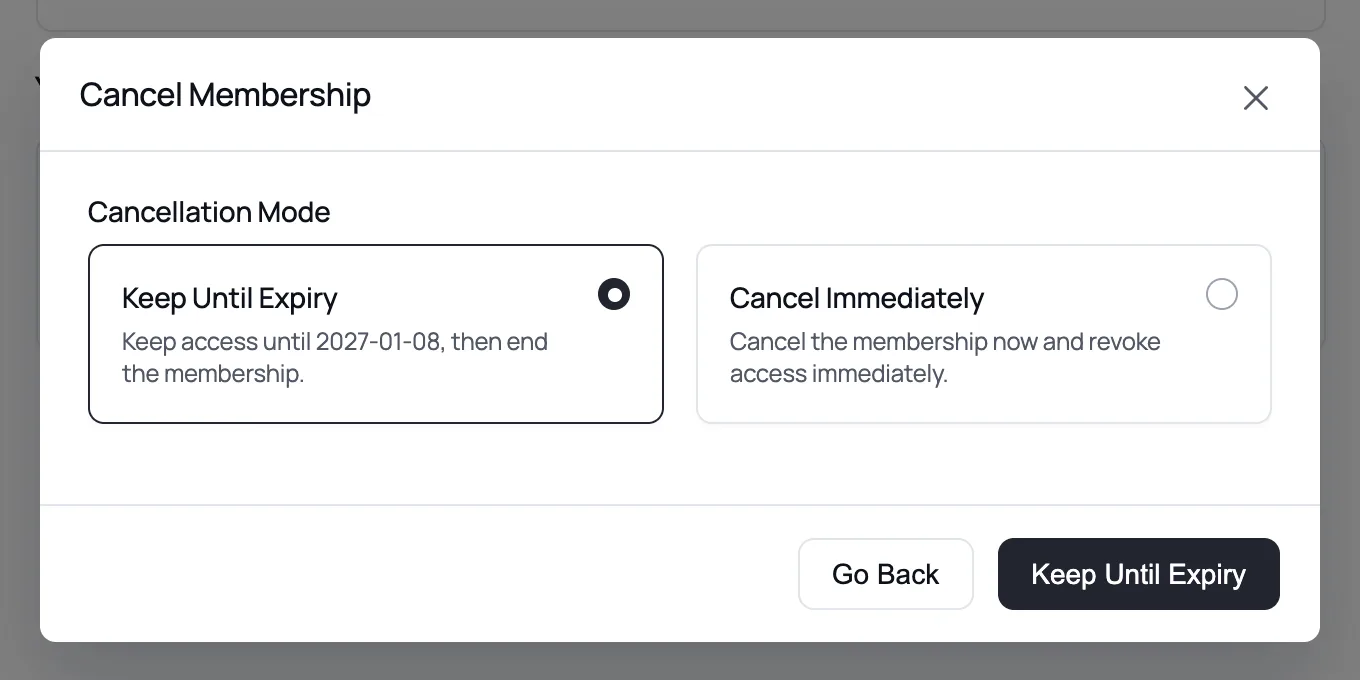 Cancel Membership
Cancellation Mode
Keep Until Expiry
Keep access until 2027-01-08, then end
the membership.
Cancel Immediately
Cancel the membership now and revoke
access immediately.
Go Back
Keep Until Expiry